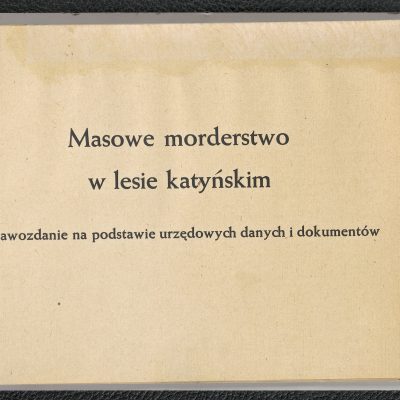 Masowe morderstwo
w lesie katyńskim
awozdanie na podstawie urzędowych danych i dokumentów